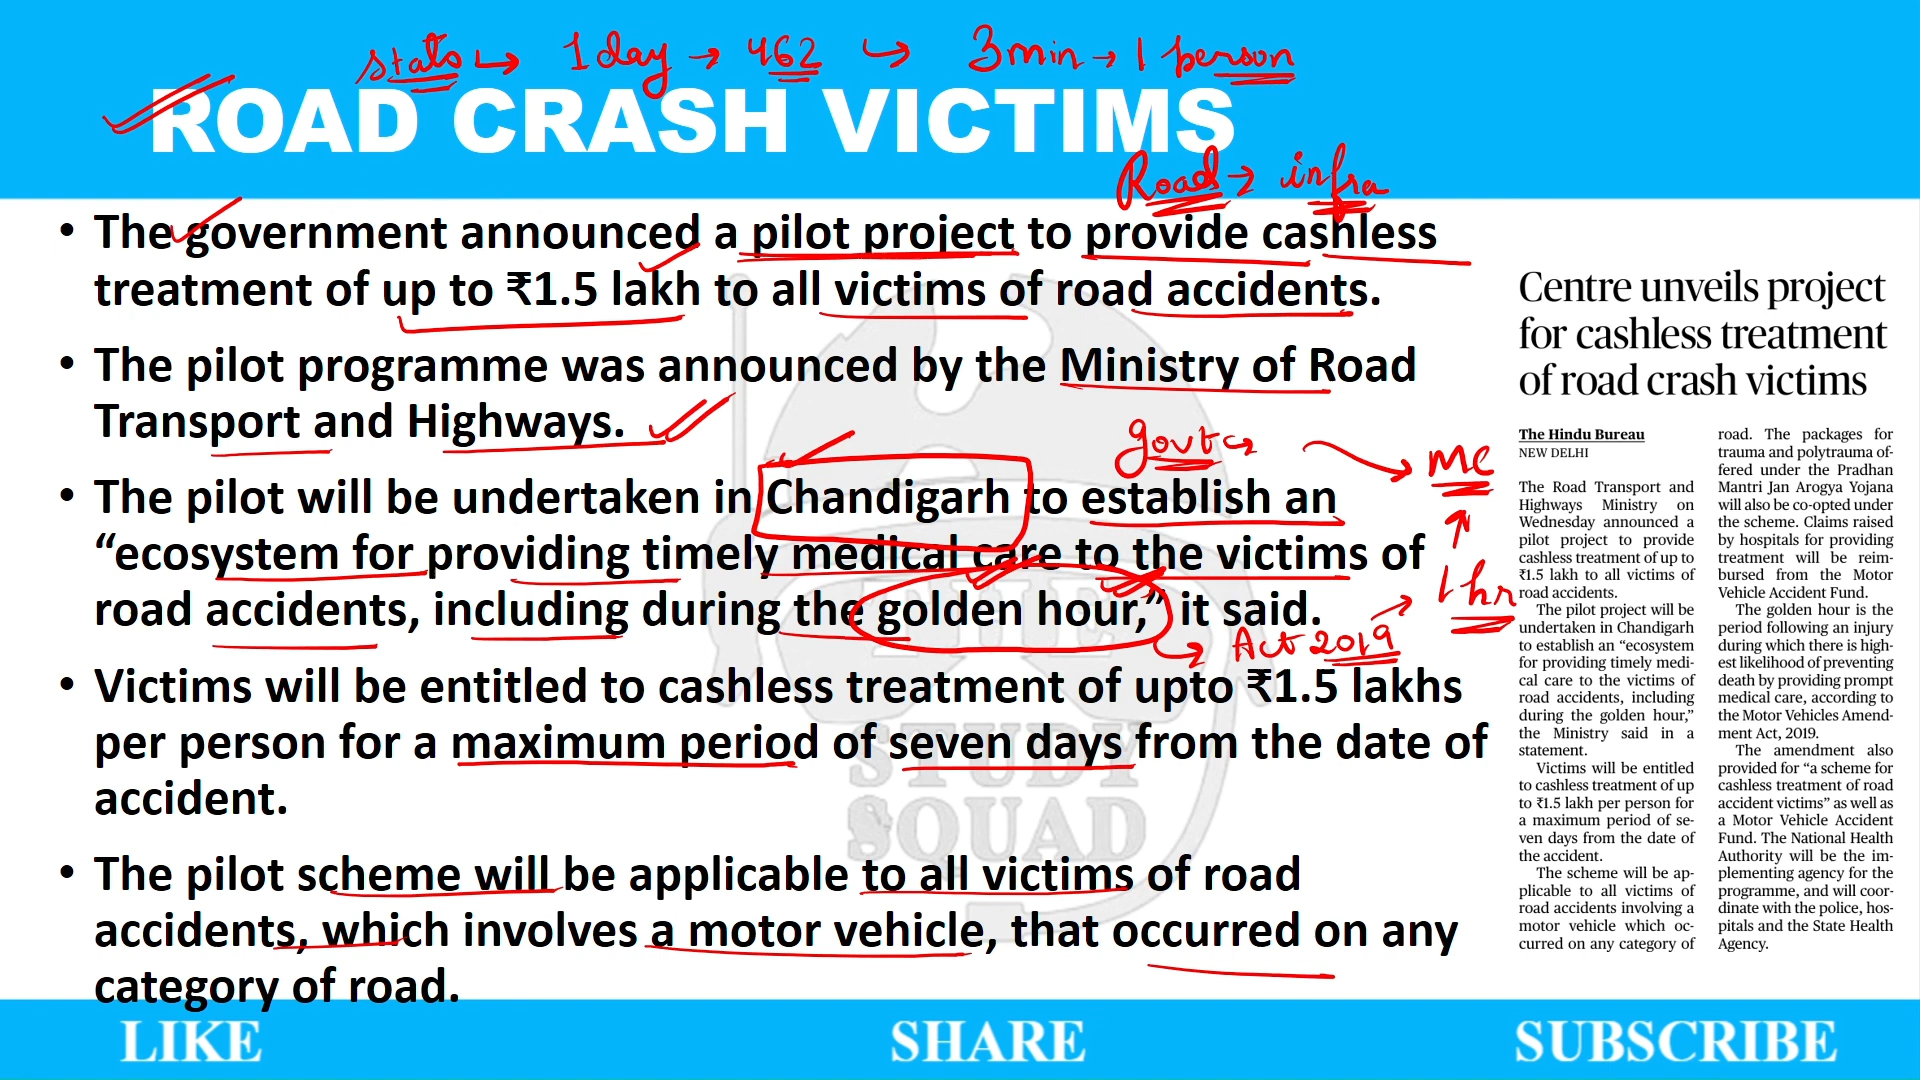 stats → 1 day → 462 → 3 min → 1 person
ROAD CRASH VICTIMS
Road → infra
• The government announced a pilot project to provide cashless
treatment of up to ₹1.5 lakh to all victims of road accidents.
• The pilot programme was announced by the Ministry of Road
Transport and Highways.
govt → MC
• The pilot will be undertaken in Chandigarh to establish an
“ecosystem for providing timely medical care to the victims of
road accidents, including during the golden hour,” it said.
1 hr
Act 2019
• Victims will be entitled to cashless treatment of upto ₹1.5 lakhs
per person for a maximum period of seven days from the date of
accident.
• The pilot scheme will be applicable to all victims of road
accidents, which involves a motor vehicle, that occurred on any
category of road.
THE
STUDY
SQUAD
Centre unveils project
for cashless treatment
of road crash victims
The Hindu Bureau
NEW DELHI
The Road Transport and
Highways Ministry on
Wednesday announced a
pilot project to provide
cashless treatment of up to
₹1.5 lakh to all victims of
road accidents.
The pilot project will be
undertaken in Chandigarh
to establish an “ecosystem
for providing timely medi-
cal care to the victims of
road accidents, including
during the golden hour,”
the Ministry said in a
statement.
Victims will be entitled
to cashless treatment of up
to ₹1.5 lakh per person for
a maximum period of se-
ven days from the date of
the accident.
The scheme will be ap-
plicable to all victims of
road accidents involving a
motor vehicle which oc-
curred on any category of
road. The packages for
trauma and polytrauma of-
fered under the Pradhan
Mantri Jan Arogya Yojana
will also be co-opted under
the scheme. Claims raised
by hospitals for providing
treatment will be reim-
bursed from the Motor
Vehicle Accident Fund.
The golden hour is the
period following an injury
during which there is high-
est likelihood of preventing
death by providing prompt
medical care, according to
the Motor Vehicles Amend-
ment Act, 2019.
The amendment also
provided for “a scheme for
cashless treatment of road
accident victims” as well as
a Motor Vehicle Accident
Fund. The National Health
Authority will be the im-
plementing agency for the
programme, and will coor-
dinate with the police, hos-
pitals and the State Health
Agency.
LIKE
SHARE
SUBSCRIBE